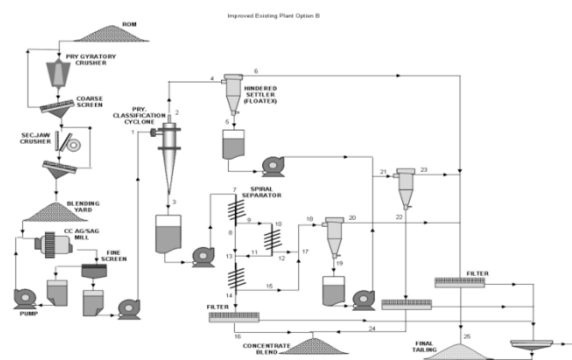 Improved Existing Plant Option B
ROM
PRY GYRATORY
CRUSHER
COARSE
SCREEN
SEC.JAW
CRUSHER
BLENDING
YARD
CC AG/SAG
MILL
FINE
SCREEN
PUMP
PRY.
CLASSIFICATION
CYCLONE
1
2
3
4
5
6
HINDERED
SETTLER
(FLOATEX)
7
SPIRAL
SEPARATOR
8
9
10
11
12
13
14
15
16
17
18
19
20
21
22
23
24
25
FILTER
FILTER
CONCENTRATE
BLEND
FINAL
TAILING